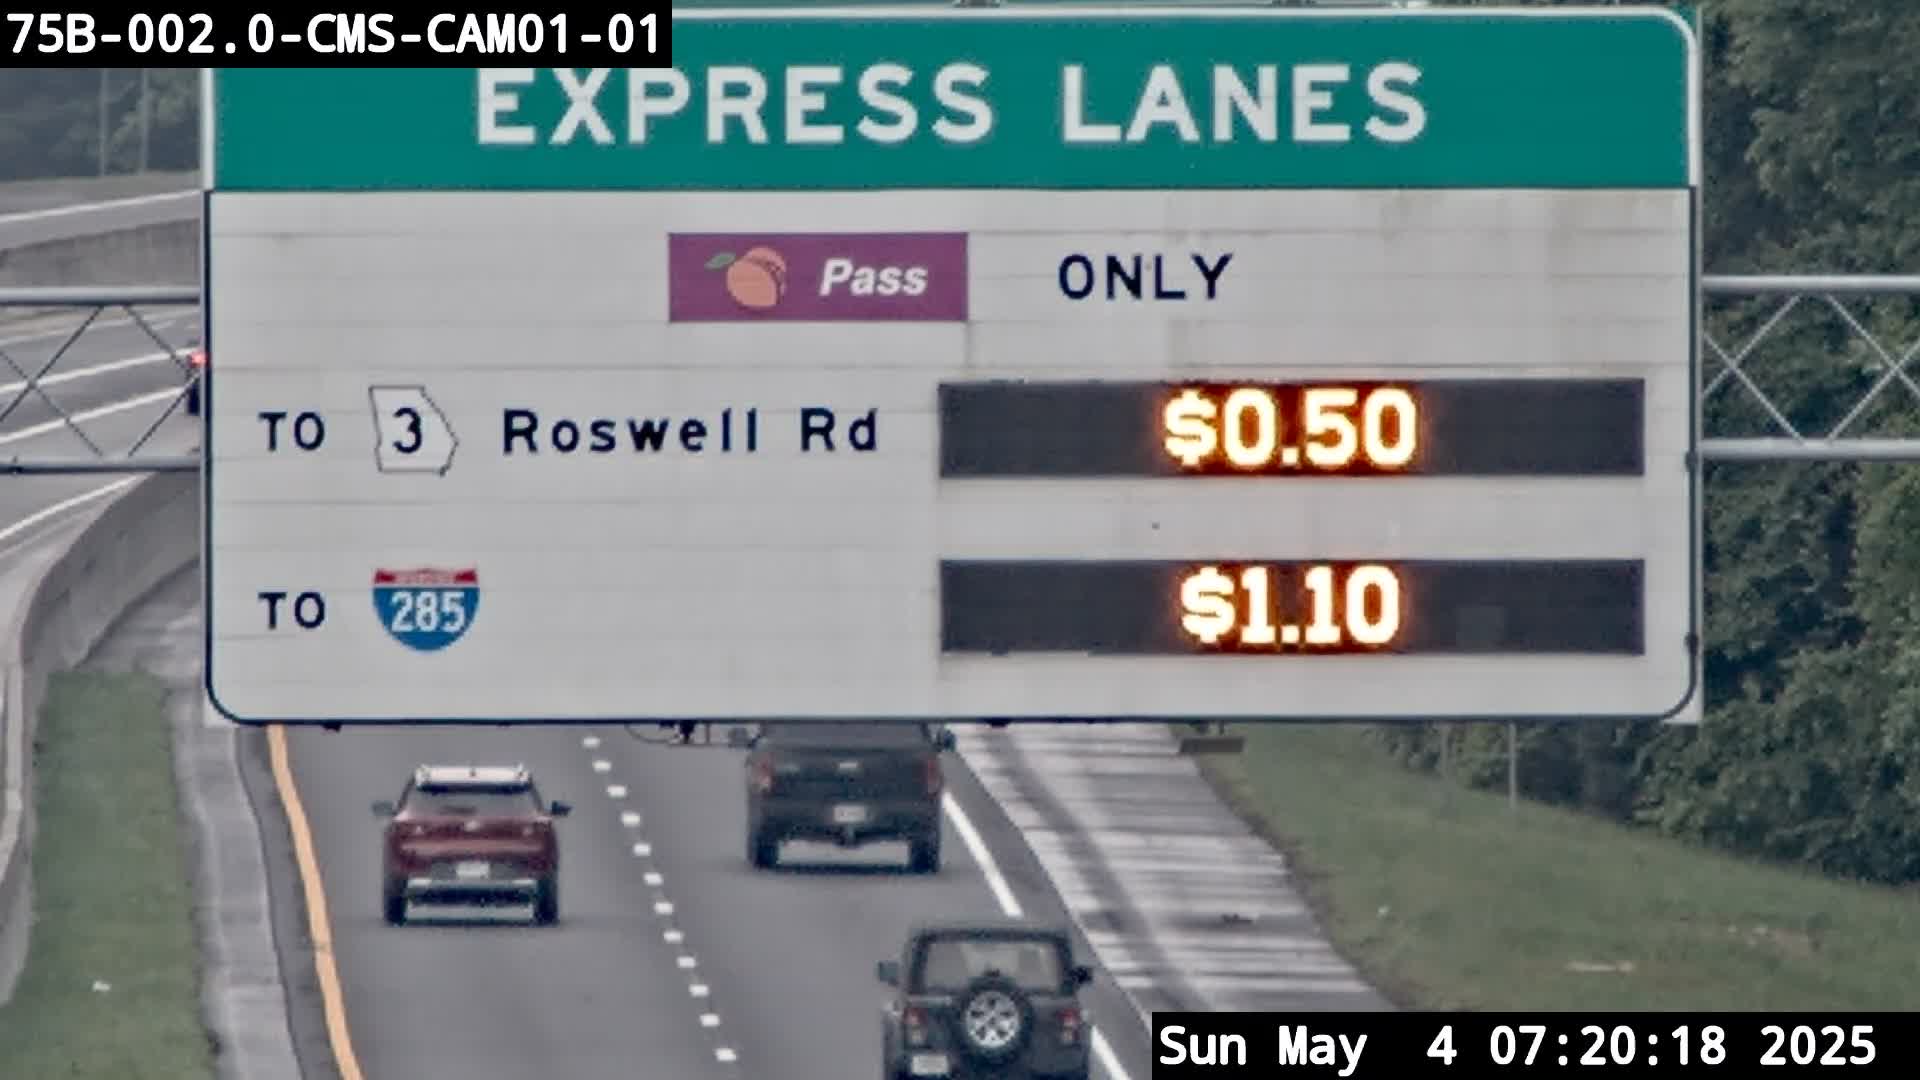 75B-002.0-CMS-CAM01-01
EXPRESS LANES
Pass ONLY
TO 3 Roswell Rd $0.50
TO 285 $1.10
Sun May 4 07:20:18 2025